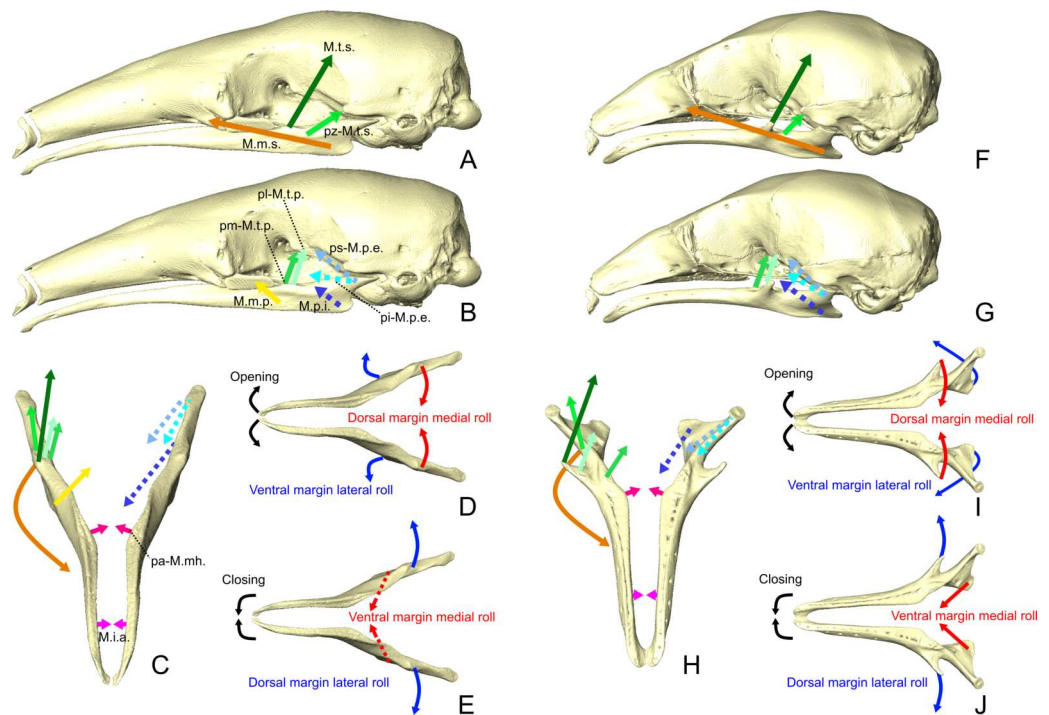 M.t.s.
pz-M.t.s.
M.m.s.
A
F
pl-M.t.p.
pm-M.t.p.
ps-M.p.e.
M.m.p.
M.p.i.
pi-M.p.e.
B
G
pa-M.mh.
M.i.a.
C
Opening
Dorsal margin medial roll
Ventral margin lateral roll
D
Closing
Ventral margin medial roll
Dorsal margin lateral roll
E
H
Opening
Dorsal margin medial roll
Ventral margin lateral roll
I
Closing
Ventral margin medial roll
Dorsal margin lateral roll
J